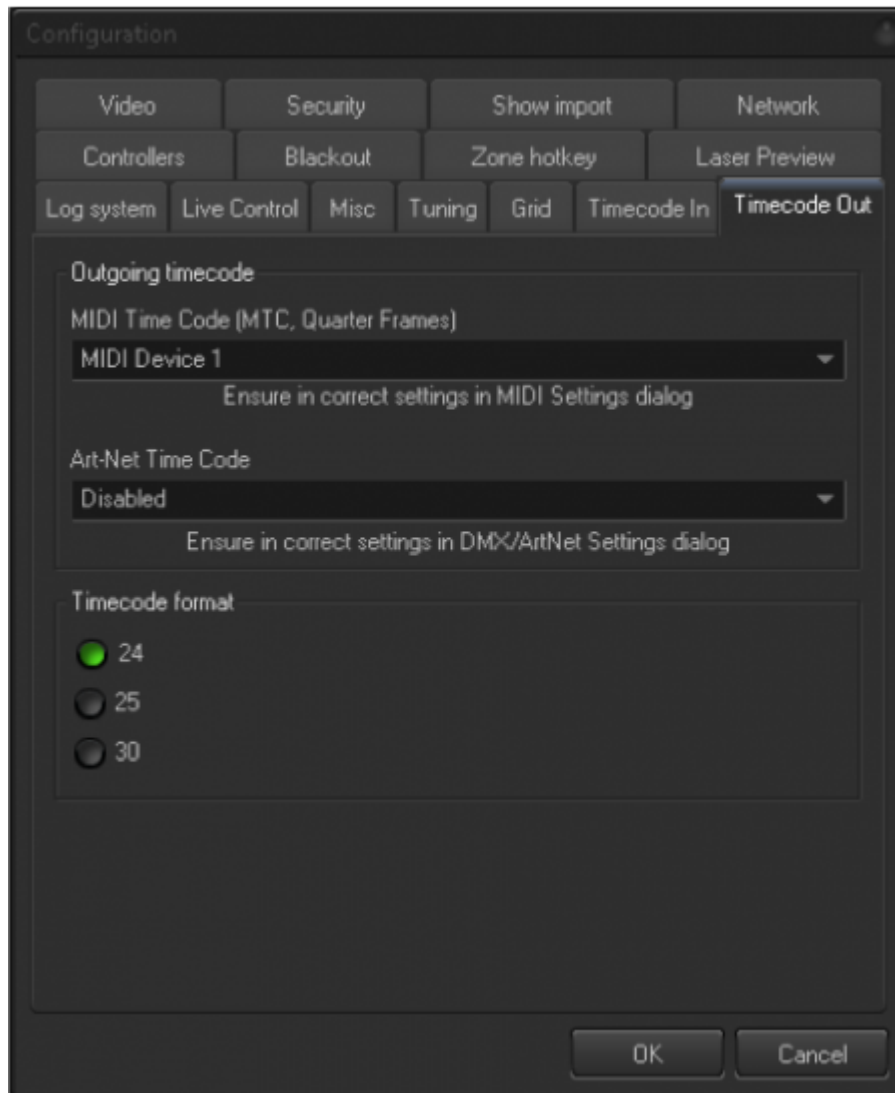 Configuration
Video Security Show import Network
Controllers Blackout Zone hotkey Laser Preview
Log system Live Control Misc Tuning Grid Timecode In Timecode Out
Outgoing timecode
MIDI Time Code (MTC, Quarter Frames)
MIDI Device 1
Ensure in correct settings in MIDI Settings dialog
Art-Net Time Code
Disabled
Ensure in correct settings in DMX/ArtNet Settings dialog
Timecode format
24
25
30
OK Cancel